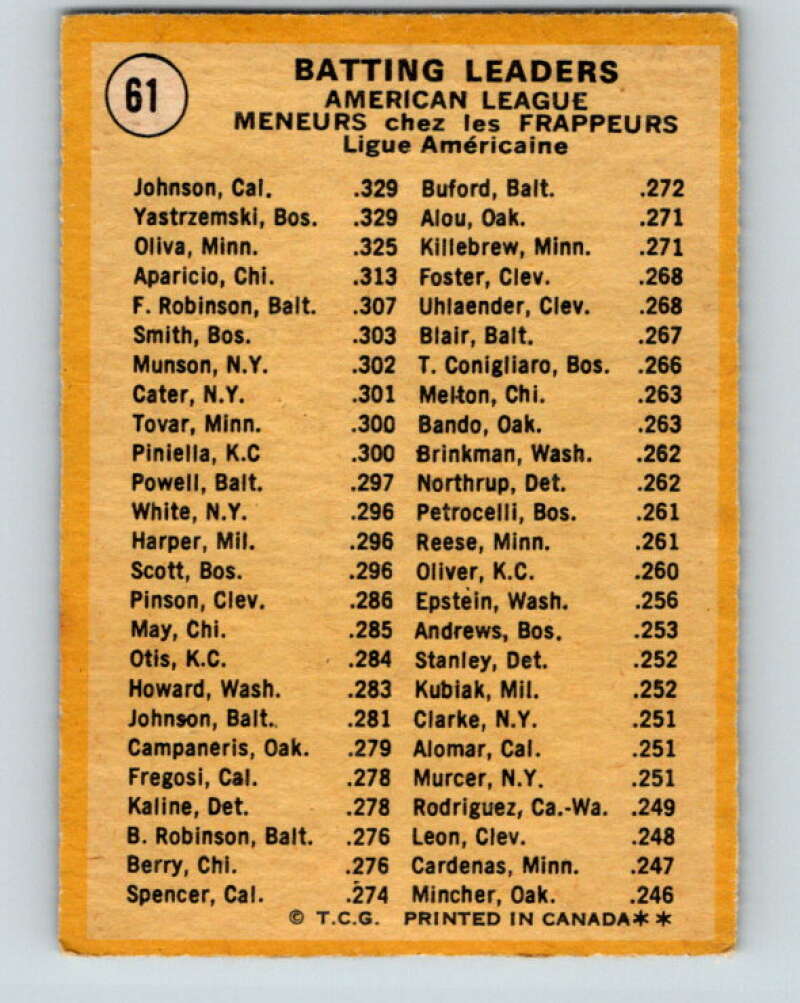 61
BATTING LEADERS
AMERICAN LEAGUE
MENEURS chez les FRAPPEURS
Ligue Américaine
Johnson, Cal. .329 Buford, Balt. .272
Yastrzemski, Bos. .329 Alou, Oak. .271
Oliva, Minn. .325 Killebrew, Minn. .271
Aparicio, Chi. .313 Foster, Clev. .268
F. Robinson, Balt. .307 Uhlaender, Clev. .268
Smith, Bos. .303 Blair, Balt. .267
Munson, N.Y. .302 T. Conigliaro, Bos. .266
Cater, N.Y. .301 Melton, Chi. .263
Tovar, Minn. .300 Bando, Oak. .263
Piniella, K.C .300 Brinkman, Wash. .262
Powell, Balt. .297 Northrup, Det. .262
White, N.Y. .296 Petrocelli, Bos. .261
Harper, Mil. .296 Reese, Minn. .261
Scott, Bos. .296 Oliver, K.C. .260
Pinson, Clev. .286 Epstein, Wash. .256
May, Chi. .285 Andrews, Bos. .253
Otis, K.C. .284 Stanley, Det. .252
Howard, Wash. .283 Kubiak, Mil. .252
Johnson, Balt. .281 Clarke, N.Y. .251
Campaneris, Oak. .279 Alomar, Cal. .251
Fregosi, Cal. .278 Murcer, N.Y. .251
Kaline, Det. .278 Rodriguez, Ca.-Wa. .249
B. Robinson, Balt. .276 Leon, Clev. .248
Berry, Chi. .276 Cardenas, Minn. .247
Spencer, Cal. .274 Mincher, Oak. .246
© T.C.G. PRINTED IN CANADA**